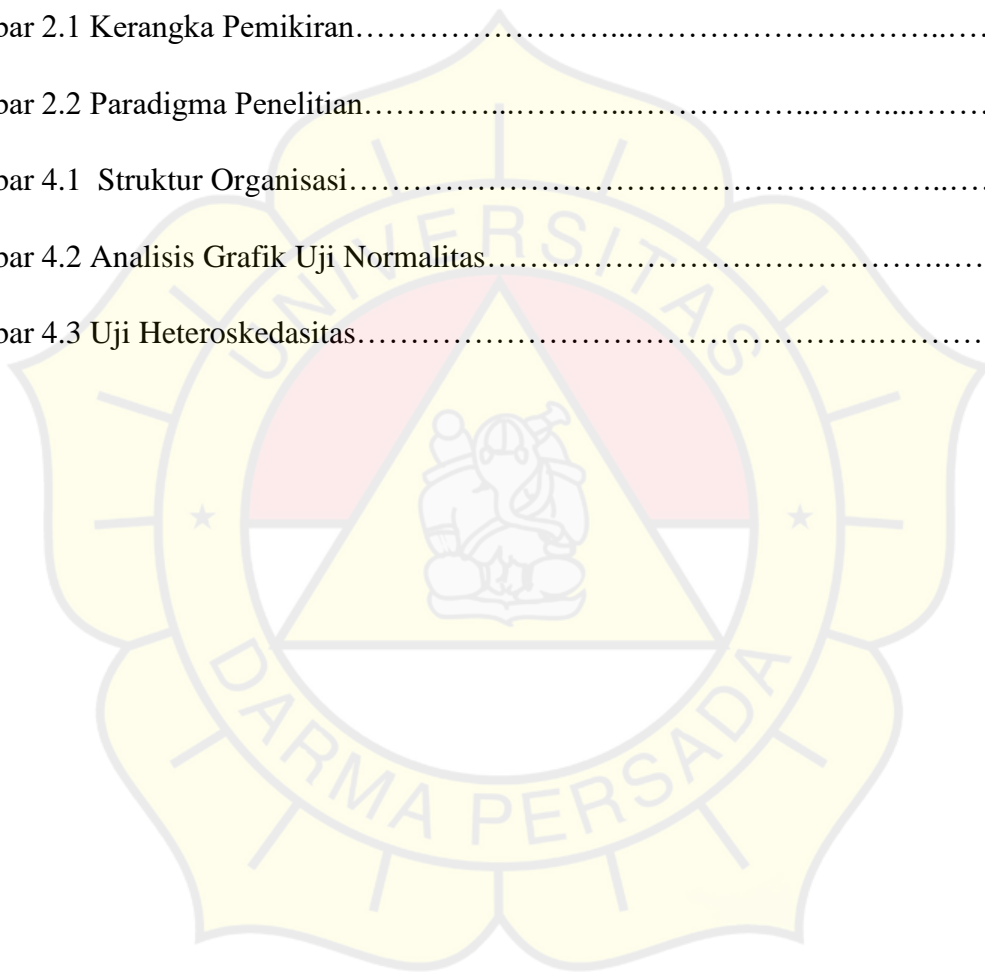 bar 2.1 Kerangka Pemikiran……………………...………………….……..….
bar 2.2 Paradigma Penelitian…………...………...……………...……....……
bar 4.1 Struktur Organisasi…….…………………………………….……..….
bar 4.2 Analisis Grafik Uji Normalitas…………………………………….….
bar 4.3 Uji Heteroskedasitas……………………………………….………
UNIVERSITAS
DARMA PERSADA